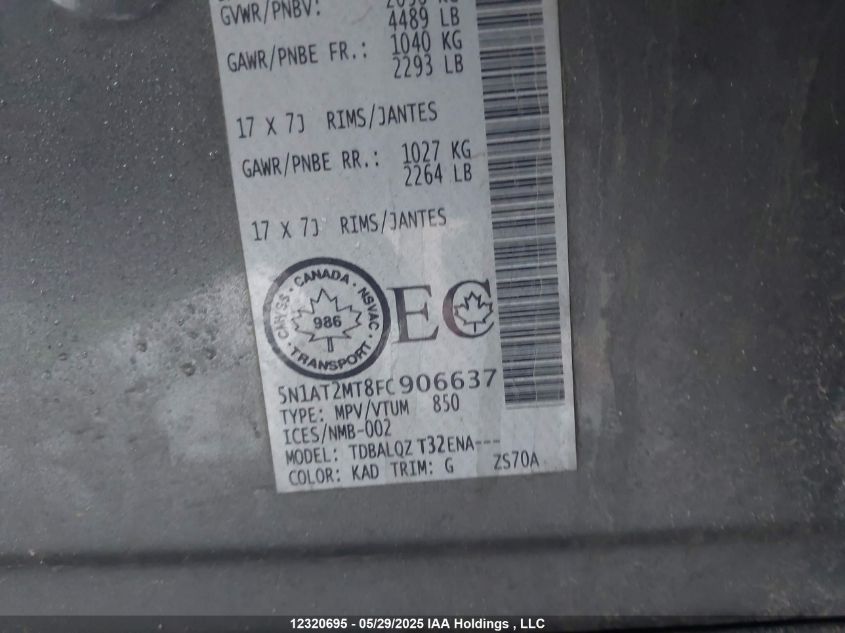 GVWR/PNBV:
4489 LB
GAWR/PNBE FR.: 1040 KG
2293 LB
17 X 7J RIMS/JANTES
GAWR/PNBE RR.: 1027 KG
2264 LB
17 X 7J RIMS/JANTES
CMVSS · CANADA · NSVAC · TRANSPORT ·
986
EC
5N1AT2MT8FC906637
TYPE: MPV/VTUM 850
ICES/NMB-002
MODEL: TDBALQZ T32ENA---
COLOR: KAD TRIM: G ZS70A
12320695 - 05/29/2025 IAA Holdings , LLC